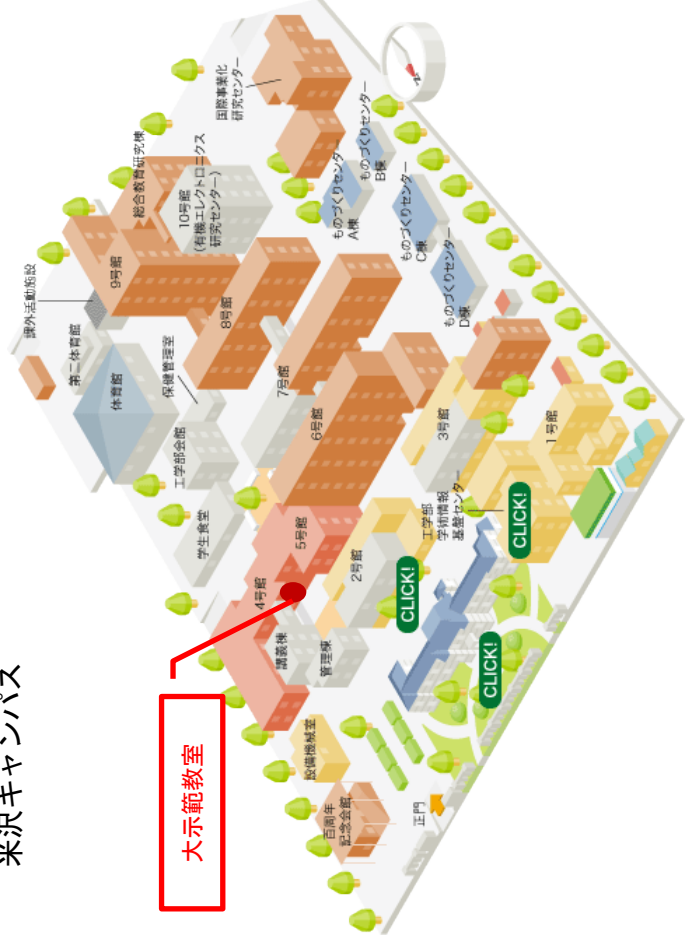 米沢キャンパス
大示範教室
百周年
記念会館
設備機械室
正門
管理棟
講義棟
4号館
5号館
2号館
CLICK!
CLICK!
CLICK!
工学部
学術情報
基盤センター
1号館
3号館
6号館
7号館
8号館
9号館
学生食堂
工学部会館
保健管理室
体育館
第二体育館
課外活動施設
総合教育研究棟
10号館
(有機エレクトロニクス
研究センター)
国際事業化
研究センター
ものづくりセンター
A棟
ものづくりセンター
B棟
ものづくりセンター
C棟
ものづくりセンター
D棟
N